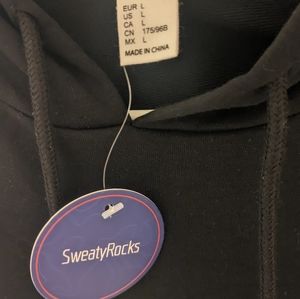 EUR L
US L
CA L
CN 175/96B
MX L
MADE IN CHINA
SweatyRocks